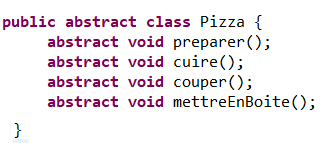 public abstract class Pizza {
abstract void preparer();
abstract void cuire();
abstract void couper();
abstract void mettreEnBoite();
}